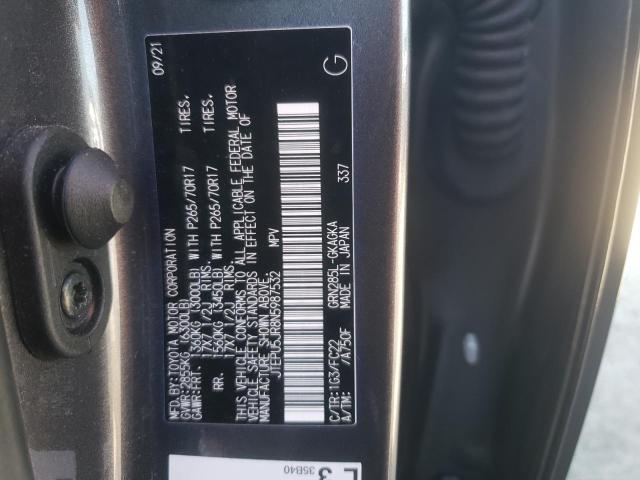 MFD.BY:TOYOTA MOTOR CORPORATION 09/21
GVWR:2855KG (6300LB)
GAWR:FRT. 1360KG (3000LB) WITH P265/70R17 TIRES,
17X7 1/2J RIMS.
RR. 1560KG (3450LB) WITH P265/70R17 TIRES,
17X7 1/2J RIMS.
THIS VEHICLE CONFORMS TO ALL APPLICABLE FEDERAL MOTOR
VEHICLE SAFETY STANDARDS IN EFFECT ON THE DATE OF
MANUFACTURE SHOWN ABOVE.
JTEPU5JR8N5987532 MPV
C/TR:1G3/FC22 GRN285L-GKAGKA 337
A/TM: /A750F MADE IN JAPAN
G
35B40